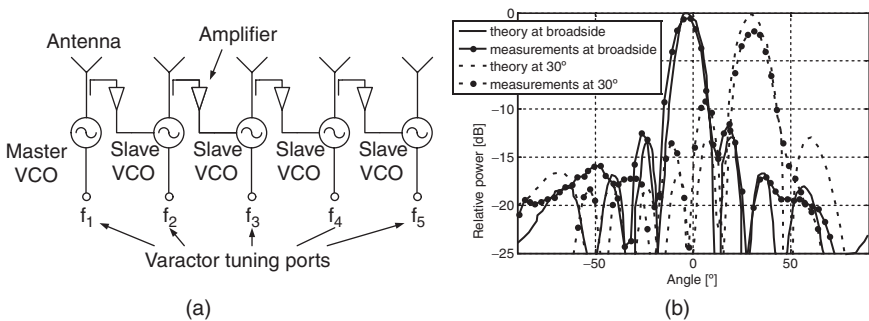 Antenna
Amplifier
Master
VCO
Slave
VCO
Slave
VCO
Slave
VCO
Slave
VCO
f1
f2
f3
f4
f5
Varactor tuning ports
(a)
theory at broadside
measurements at broadside
theory at 30°
measurements at 30°
0
−10
−15
−20
−25
Relative power [dB]
−50
0
50
Angle [°]
(b)